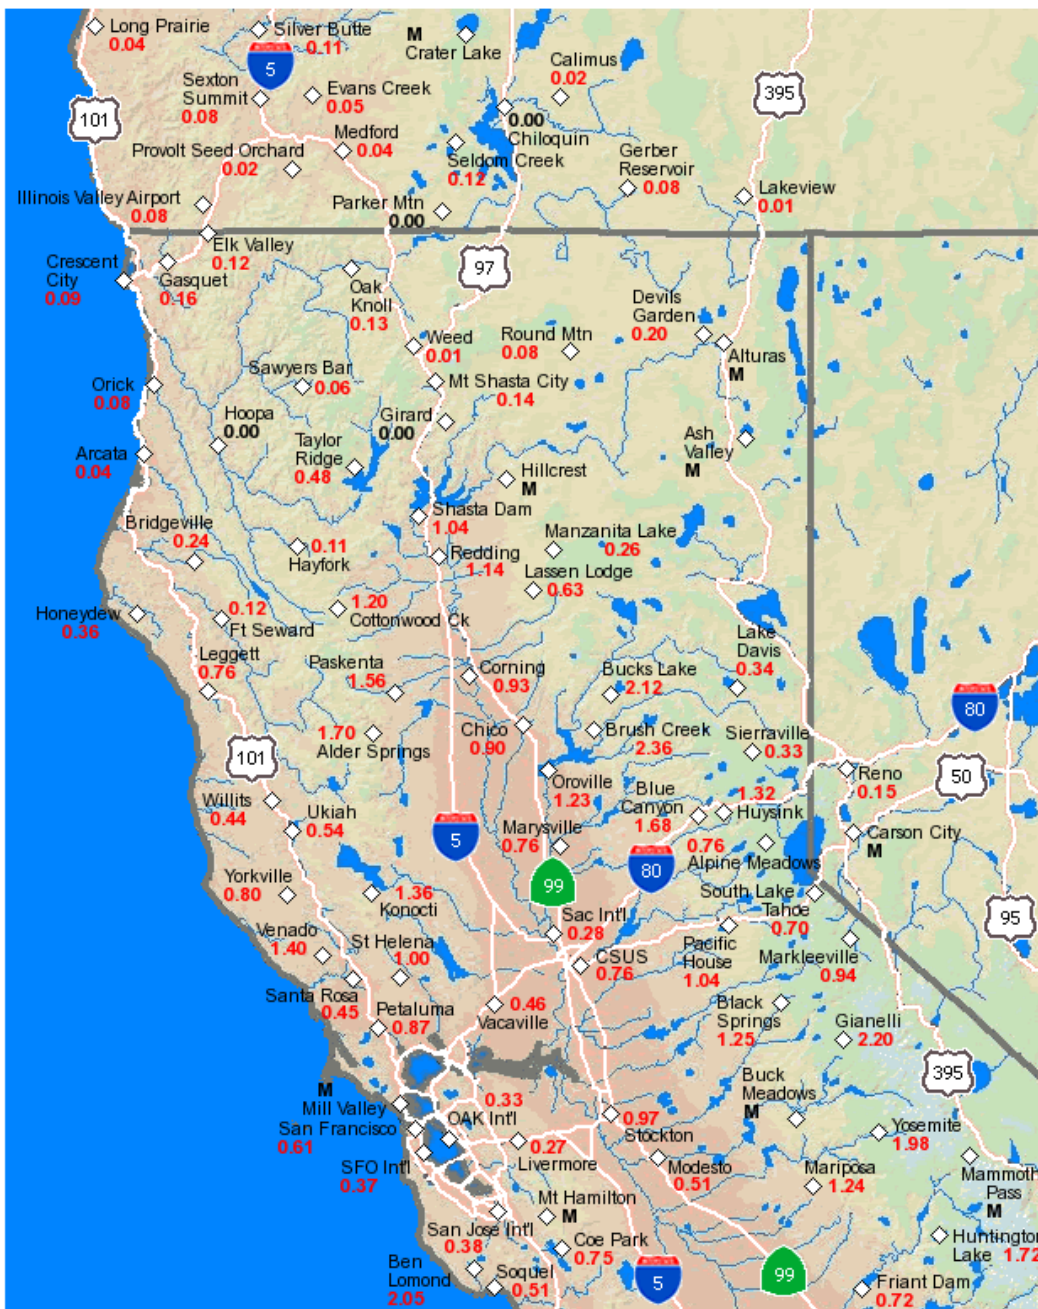 Long Prairie
0.04
Silver Butte
0.11
M
Crater Lake
Calimus
0.02
5
395
101
Sexton
Summit
0.08
Evans Creek
0.05
0.00
Chiloquin
Medford
0.04
Provolt Seed Orchard
0.02
Seldom Creek
0.12
Gerber
Reservoir
0.08
Lakeview
0.01
Illinois Valley Airport
0.08
Parker Mtn
0.00
Elk Valley
0.12
Crescent
City
0.09
Gasquet
0.16
97
Oak
Knoll
0.13
Devils
Garden
0.20
Weed
0.01
Round Mtn
0.08
Alturas
M
Sawyers Bar
0.06
Mt Shasta City
0.14
Orick
0.08
Hoopa
0.00
Girard
0.00
Ash
Valley
M
Arcata
0.04
Taylor
Ridge
0.48
Hillcrest
M
Bridgeville
0.24
Shasta Dam
1.04
Manzanita Lake
0.26
0.11
Hayfork
Redding
1.14
Lassen Lodge
0.63
Honeydew
0.36
0.12
Ft Seward
1.20
Cottonwood Ck
Lake
Davis
0.34
Leggett
0.76
Paskenta
1.56
Corning
0.93
Bucks Lake
2.12
80
1.70
Alder Springs
Chico
0.90
Brush Creek
2.36
Sierraville
0.33
101
Oroville
1.23
Reno
0.15
50
Willits
0.44
Ukiah
0.54
Blue
Canyon
1.68
1.32
Huysink
5
Marysville
0.76
0.76
Alpine Meadows
Carson City
M
80
Yorkville
0.80
1.36
Konocti
99
South Lake
Tahoe
0.70
95
Venado
1.40
St Helena
1.00
Sac Int'l
0.28
Pacific
House
1.04
Markleeville
0.94
CSUS
0.76
Santa Rosa
0.45
Petaluma
0.87
0.46
Vacaville
Black
Springs
1.25
Gianelli
2.20
395
M
Mill Valley
0.33
OAK Int'l
Buck
Meadows
M
San Francisco
0.61
0.97
Stockton
Yosemite
1.98
SFO Int'l
0.37
0.27
Livermore
Modesto
0.51
Mariposa
1.24
Mammoth
Pass
M
San Jose Int'l
0.38
Mt Hamilton
M
Coe Park
0.75
Huntington
Lake 1.72
Ben
Lomond
2.05
Soquel
0.51
5
99
Friant Dam
0.72